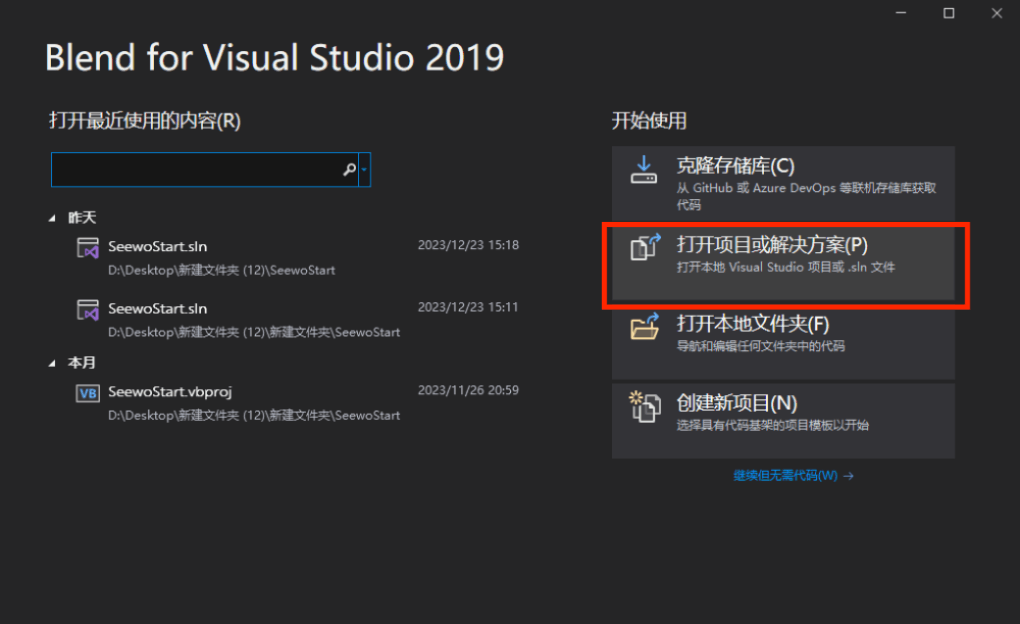 Blend for Visual Studio 2019
打开最近使用的内容(R)
昨天
SeewoStart.sln
2023/12/23 15:18
D:\Desktop\新建文件夹 (12)\SeewoStart
SeewoStart.sln
2023/12/23 15:11
D:\Desktop\新建文件夹 (12)\新建文件夹\SeewoStart
本月
VB
SeewoStart.vbproj
2023/11/26 20:59
D:\Desktop\新建文件夹 (12)\新建文件夹\SeewoStart
开始使用
克隆存储库(C)
从 GitHub 或 Azure DevOps 等联机存储库获取
代码
打开项目或解决方案(P)
打开本地 Visual Studio 项目或 .sln 文件
打开本地文件夹(F)
导航和编辑任何文件夹中的代码
创建新项目(N)
选择具有代码基架的项目模板以开始
继续但无需代码(W) →